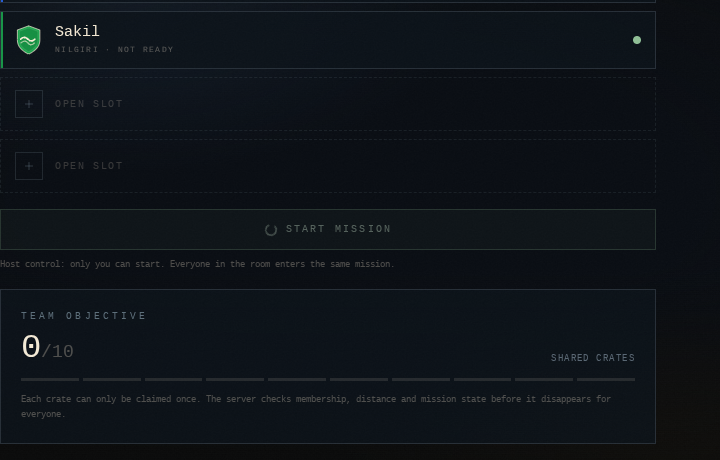 Sakil
NILGIRI · NOT READY
+ OPEN SLOT
+ OPEN SLOT
START MISSION
Host control: only you can start. Everyone in the room enters the same mission.
TEAM OBJECTIVE
0/10
SHARED CRATES
Each crate can only be claimed once. The server checks membership, distance and mission state before it disappears for
everyone.